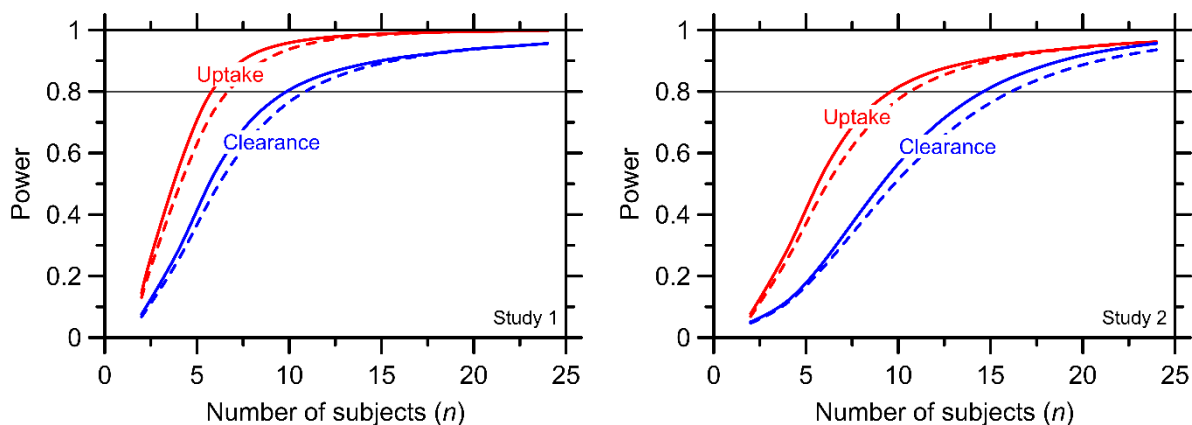 1
0.8
0.6
0.4
0.2
0
Power
Uptake
Clearance
Study 1
0 5 10 15 20 25
Number of subjects (n)
1
0.8
0.6
0.4
0.2
0
Power
Uptake
Clearance
Study 2
0 5 10 15 20 25
Number of subjects (n)